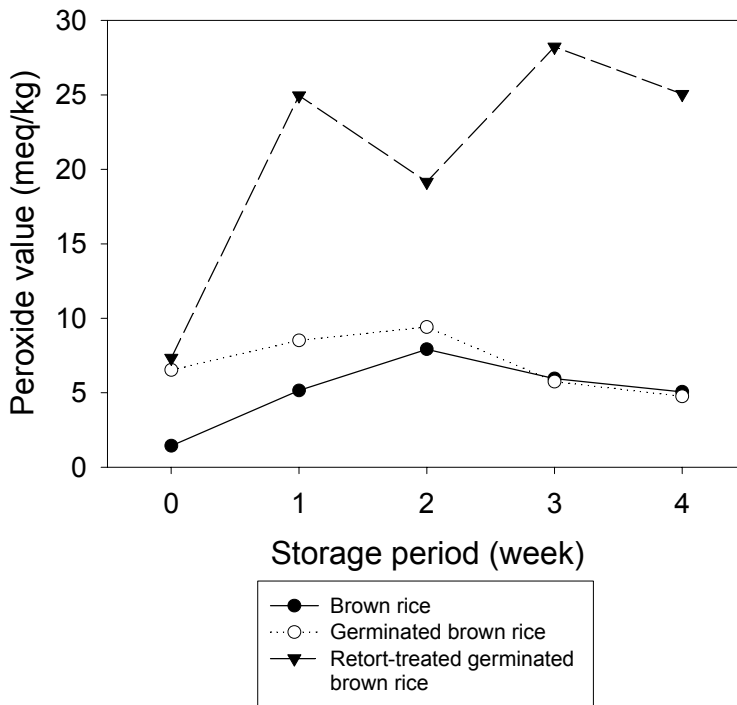 30
25
20
15
10
5
0
Peroxide value (meq/kg)
0 1 2 3 4
Storage period (week)
Brown rice
Germinated brown rice
Retort-treated germinated
brown rice